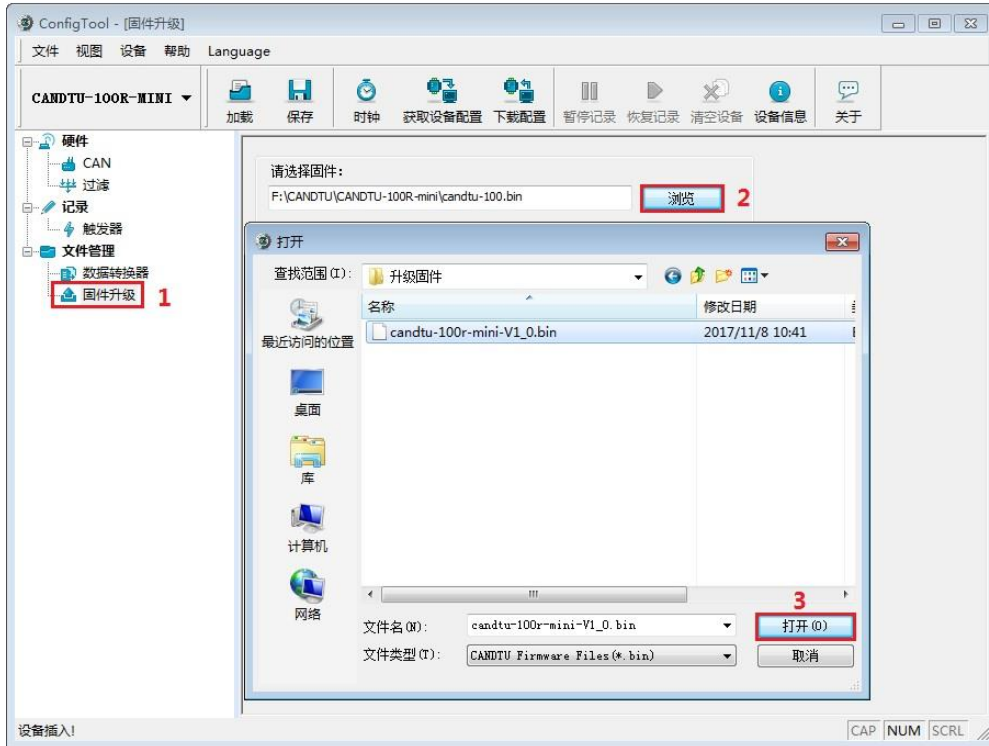 ConfigTool - [固件升级]
文件 视图 设备 帮助 Language
CANDTU-100R-MINI
加载 保存 时钟 获取设备配置 下载配置 暂停记录 恢复记录 清空设备 设备信息 关于
硬件
CAN
过滤
记录
触发器
文件管理
数据转换器
固件升级 1
请选择固件:
F:\CANDTU\CANDTU-100R-mini\candtu-100.bin 浏览 2
打开
查找范围(I): 升级固件
名称 修改日期
candtu-100r-mini-V1_0.bin 2017/11/8 10:41
最近访问的位置
桌面
库
计算机
网络
文件名(N): candtu-100r-mini-V1_0.bin 打开(O) 3
文件类型(T): CANDTU Firmware Files(*.bin) 取消
设备插入! CAP NUM SCRL